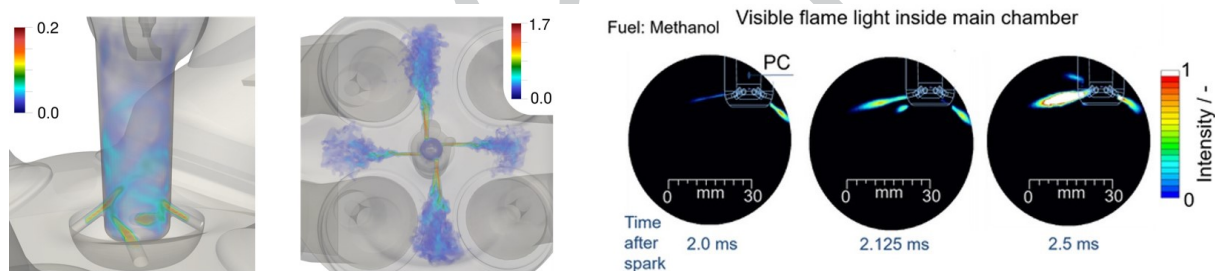 0.2
0.0
1.7
0.0
Fuel: Methanol
Visible flame light inside main chamber
PC
0 mm 30
0 mm 30
0 mm 30
1
Intensity / -
0
Time after spark
2.0 ms
2.125 ms
2.5 ms